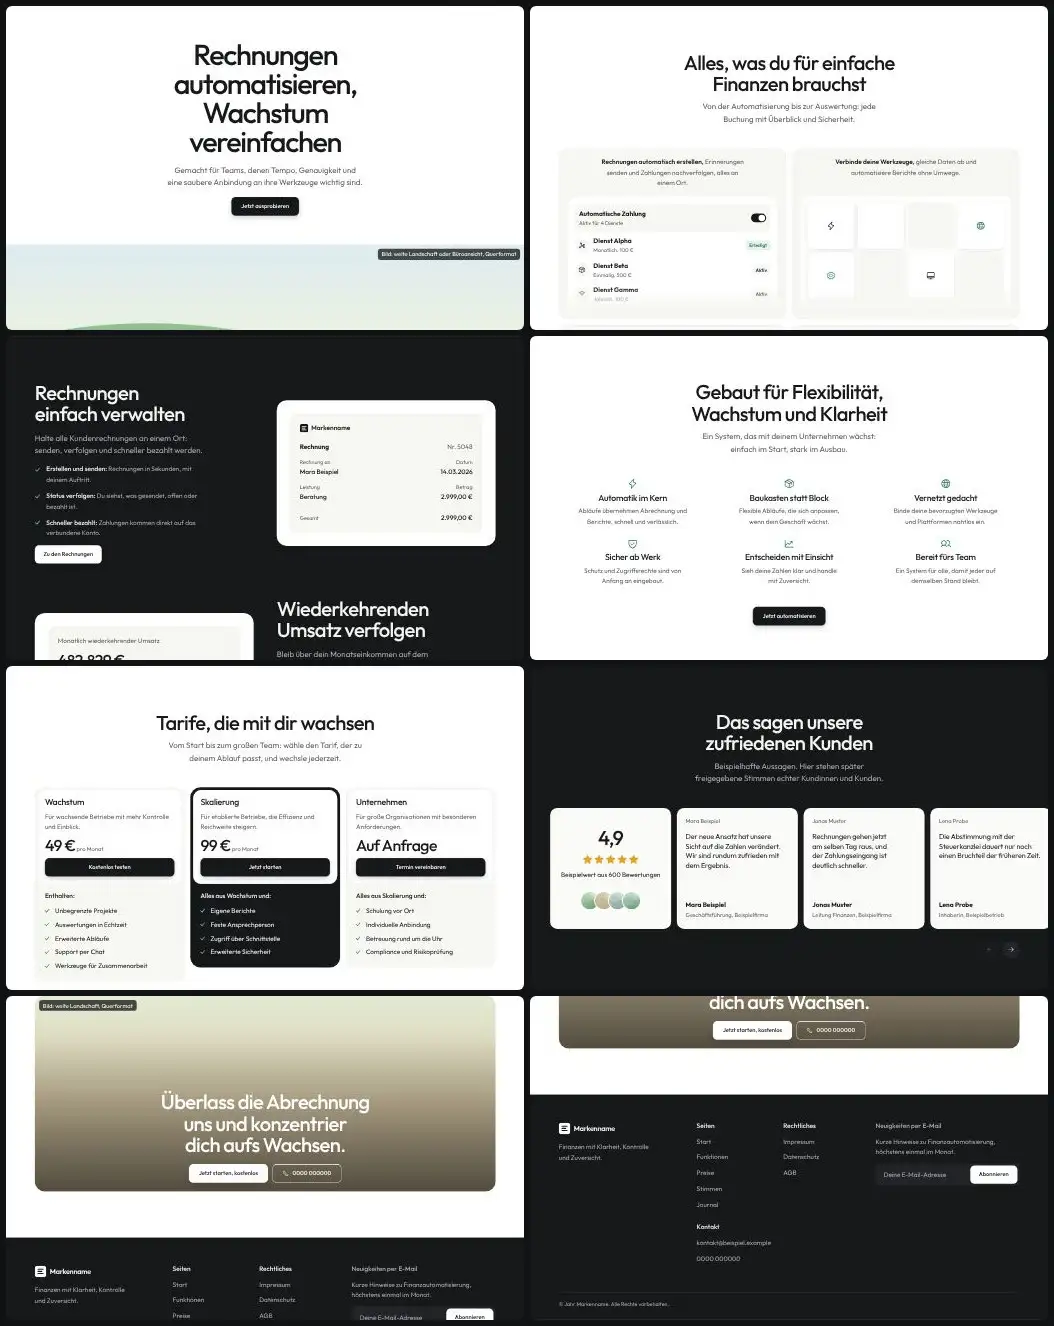 Rechnungen
automatisieren,
Wachstum
vereinfachen
Gemacht für Teams, denen Tempo, Genauigkeit und
eine saubere Anbindung an ihre Werkzeuge wichtig sind.
Jetzt ausprobieren
Bild: weite Landschaft oder Büroansicht, Querformat
Alles, was du für einfache
Finanzen brauchst
Von der Automatisierung bis zur Auswertung: jede
Buchung mit Überblick und Sicherheit.
Rechnungen automatisch erstellen, Erinnerungen
senden und Zahlungen nachverfolgen, alles an
einem Ort.
Automatische Zahlung
Aktiv für 4 Dienste
Dienst Alpha
Monatlich, 100 €
Erledigt
Dienst Beta
Einmalig, 300 €
Aktiv
Dienst Gamma
Aktiv
Verbinde deine Werkzeuge, gleiche Daten ab und
automatisiere Berichte ohne Umwege.
Rechnungen
einfach verwalten
Halte alle Kundenrechnungen an einem Ort:
senden, verfolgen und schneller bezahlt werden.
Erstellen und senden: Rechnungen in Sekunden, mit
deinem Auftritt.
Status verfolgen: Du siehst, was gesendet, offen oder
bezahlt ist.
Schneller bezahlt: Zahlungen kommen direkt auf das
verbundene Konto.
Zu den Rechnungen
Markenname
Rechnung Nr. 5048
Rechnung an Datum
Mara Beispiel 14.03.2026
Leistung Betrag
Beratung 2.999,00 €
Gesamt 2.999,00 €
Monatlich wiederkehrender Umsatz
Wiederkehrenden
Umsatz verfolgen
Bleib über dein Monatseinkommen auf dem
Gebaut für Flexibilität,
Wachstum und Klarheit
Ein System, das mit deinem Unternehmen wächst:
einfach im Start, stark im Ausbau.
Automatik im Kern
Abläufe übernehmen Abrechnung und
Berichte, schnell und verlässlich.
Baukasten statt Block
Flexible Abläufe, die sich anpassen,
wenn dein Geschäft wächst.
Vernetzt gedacht
Binde deine bevorzugten Werkzeuge
und Plattformen nahtlos ein.
Sicher ab Werk
Schutz und Zugriffsrechte sind von
Anfang an eingebaut.
Entscheiden mit Einsicht
Sieh deine Zahlen klar und handle
mit Zuversicht.
Bereit fürs Team
Ein System für alle, damit jeder auf
demselben Stand bleibt.
Jetzt automatisieren
Tarife, die mit dir wachsen
Vom Start bis zum großen Team: wähle den Tarif, der zu
deinem Ablauf passt, und wechsle jederzeit.
Wachstum
Für wachsende Betriebe mit mehr Kontrolle
und Einblick.
49 € pro Monat
Kostenlos testen
Enthalten:
Unbegrenzte Projekte
Auswertungen in Echtzeit
Erweiterte Abläufe
Support per Chat
Werkzeuge für Zusammenarbeit
Skalierung
Für etablierte Betriebe, die Effizienz und
Reichweite steigern.
99 € pro Monat
Jetzt starten
Alles aus Wachstum und:
Eigene Berichte
Feste Ansprechperson
Zugriff über Schnittstelle
Erweiterte Sicherheit
Unternehmen
Für große Organisationen mit besonderen
Anforderungen.
Auf Anfrage
Termin vereinbaren
Alles aus Skalierung und:
Schulung vor Ort
Individuelle Anbindung
Betreuung rund um die Uhr
Compliance und Risikoprüfung
Das sagen unsere
zufriedenen Kunden
Beispielhafte Aussagen. Hier stehen später
freigegebene Stimmen echter Kundinnen und Kunden.
4,9
Beispielwert aus 600 Bewertungen
Mara Beispiel
Der neue Ansatz hat unsere
Sicht auf die Zahlen verändert.
Wir sind rundum zufrieden mit
dem Ergebnis.
Mara Beispiel
Geschäftsführung, Beispielfirma
Jonas Muster
Rechnungen gehen jetzt
am selben Tag raus, und
der Zahlungseingang ist
deutlich schneller.
Jonas Muster
Leitung Finanzen, Beispielfirma
Lena Probe
Die Abstimmung mit der
Steuerkanzlei dauert nur noch
einen Bruchteil der früheren Zeit.
Lena Probe
Inhaberin, Beispielbetrieb
Bild: weite Landschaft, Querformat
Überlass die Abrechnung
uns und konzentrier
dich aufs Wachsen.
Jetzt starten, kostenlos
0000 000000
Markenname
Finanzen mit Klarheit, Kontrolle
und Zuversicht.
Seiten
Start
Funktionen
Preise
Rechtliches
Impressum
Datenschutz
AGB
Neuigkeiten per E-Mail
Kurze Hinweise zu Finanzautomatisierung,
höchstens einmal im Monat.
Deine E-Mail-Adresse
Abonnieren
dich aufs Wachsen.
Jetzt starten, kostenlos
0000 000000
Markenname
Finanzen mit Klarheit, Kontrolle
und Zuversicht.
Seiten
Start
Funktionen
Preise
Stimmen
Journal
Kontakt
kontakt@beispiel.example
0000 000000
Rechtliches
Impressum
Datenschutz
AGB
Neuigkeiten per E-Mail
Kurze Hinweise zu Finanzautomatisierung,
höchstens einmal im Monat.
Deine E-Mail-Adresse
Abonnieren
© Jahr Markenname. Alle Rechte vorbehalten.